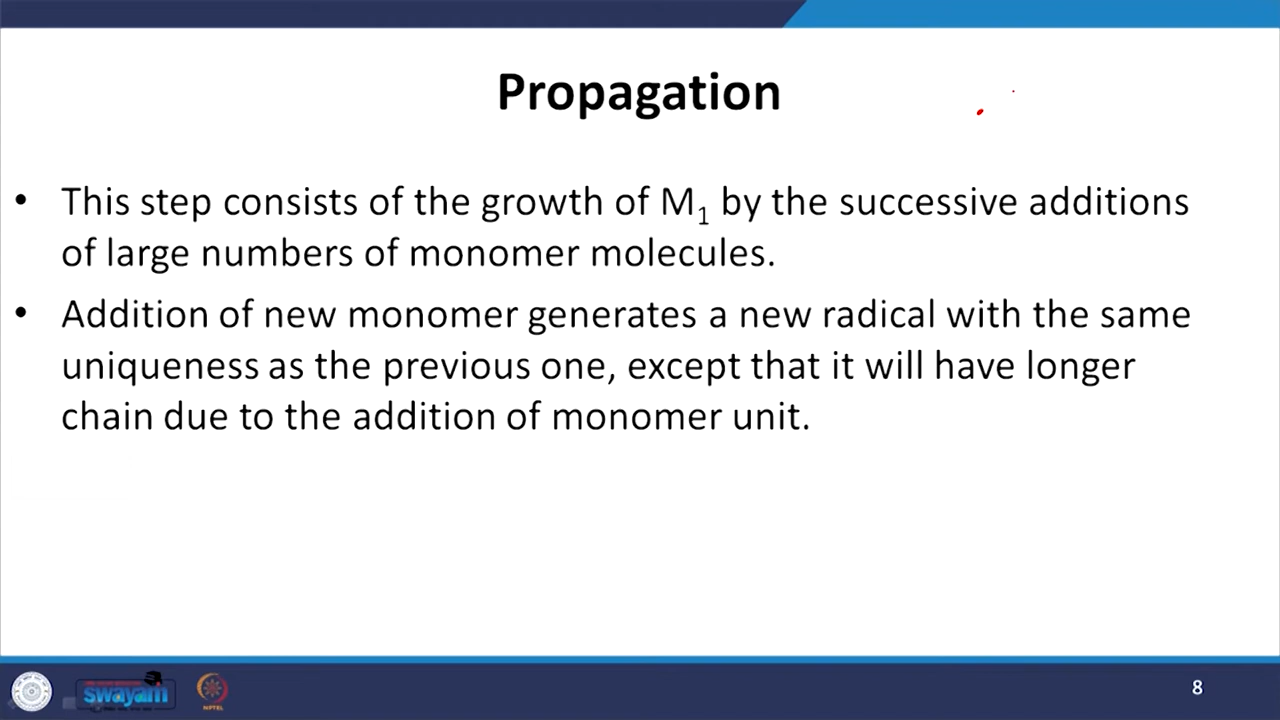 Propagation
• This step consists of the growth of M₁ by the successive additions
of large numbers of monomer molecules.
• Addition of new monomer generates a new radical with the same
uniqueness as the previous one, except that it will have longer
chain due to the addition of monomer unit.
swayam
NPTEL
8